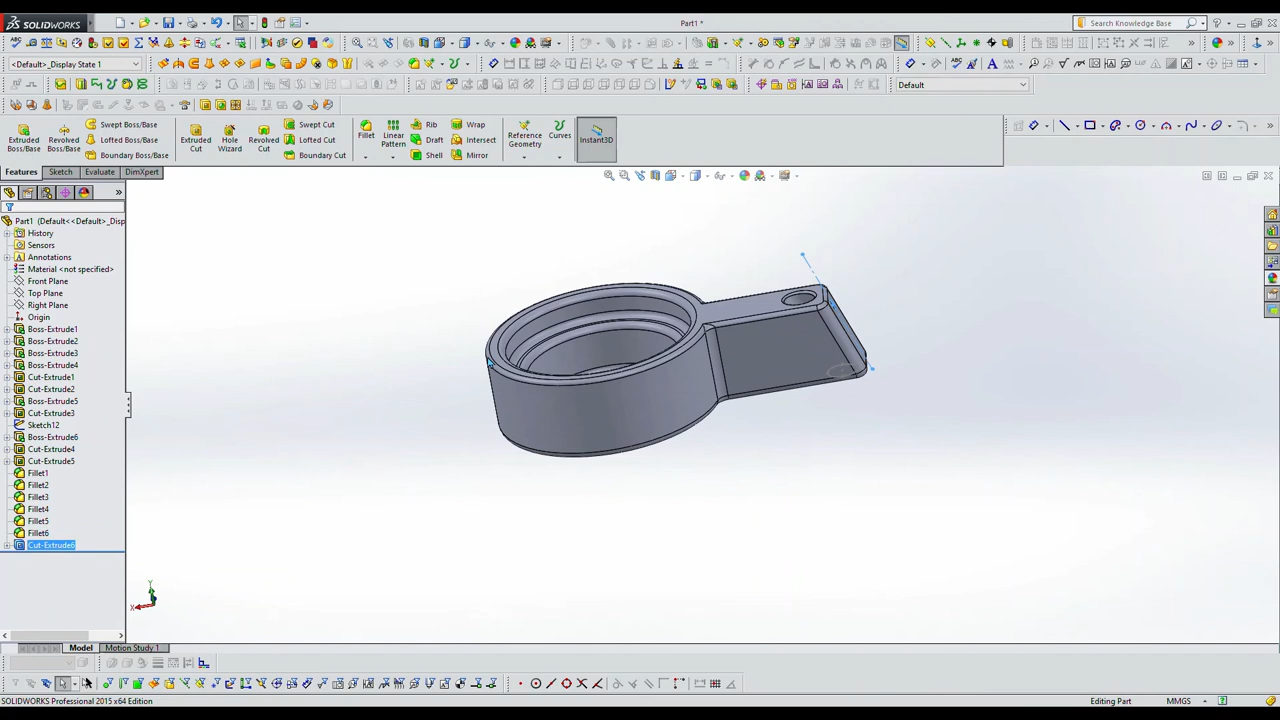 SOLIDWORKS
Part1 *
Search Knowledge Base
<Default>_Display State 1
Default
Extruded Boss/Base
Revolved Boss/Base
Swept Boss/Base
Lofted Boss/Base
Boundary Boss/Base
Extruded Cut
Hole Wizard
Revolved Cut
Swept Cut
Lofted Cut
Boundary Cut
Fillet
Linear Pattern
Rib
Draft
Shell
Wrap
Intersect
Mirror
Reference Geometry
Curves
Instant3D
Features Sketch Evaluate DimXpert
Part1 (Default<<Default>_Disp
History
Sensors
Annotations
Material <not specified>
Front Plane
Top Plane
Right Plane
Origin
Boss-Extrude1
Boss-Extrude2
Boss-Extrude3
Boss-Extrude4
Cut-Extrude1
Cut-Extrude2
Boss-Extrude5
Cut-Extrude3
Sketch12
Boss-Extrude6
Cut-Extrude4
Cut-Extrude5
Fillet1
Fillet2
Fillet3
Fillet4
Fillet5
Fillet6
Cut-Extrude6
Y
X
Model Motion Study 1
SOLIDWORKS Professional 2015 x64 Edition
Editing Part
MMGS